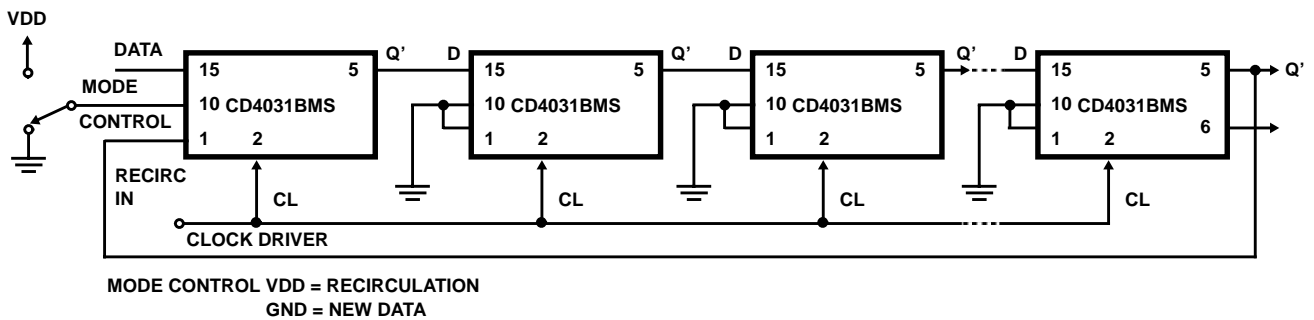 VDD
DATA
MODE
CONTROL
RECIRC
IN
15
5
10
CD4031BMS
1
2
CL
Q’
D
15
5
10
CD4031BMS
1
2
CL
Q’
D
15
5
10
CD4031BMS
1
2
CL
Q’
D
15
5
10
CD4031BMS
1
2
6
CL
Q’
CLOCK DRIVER
MODE CONTROL VDD = RECIRCULATION
GND = NEW DATA